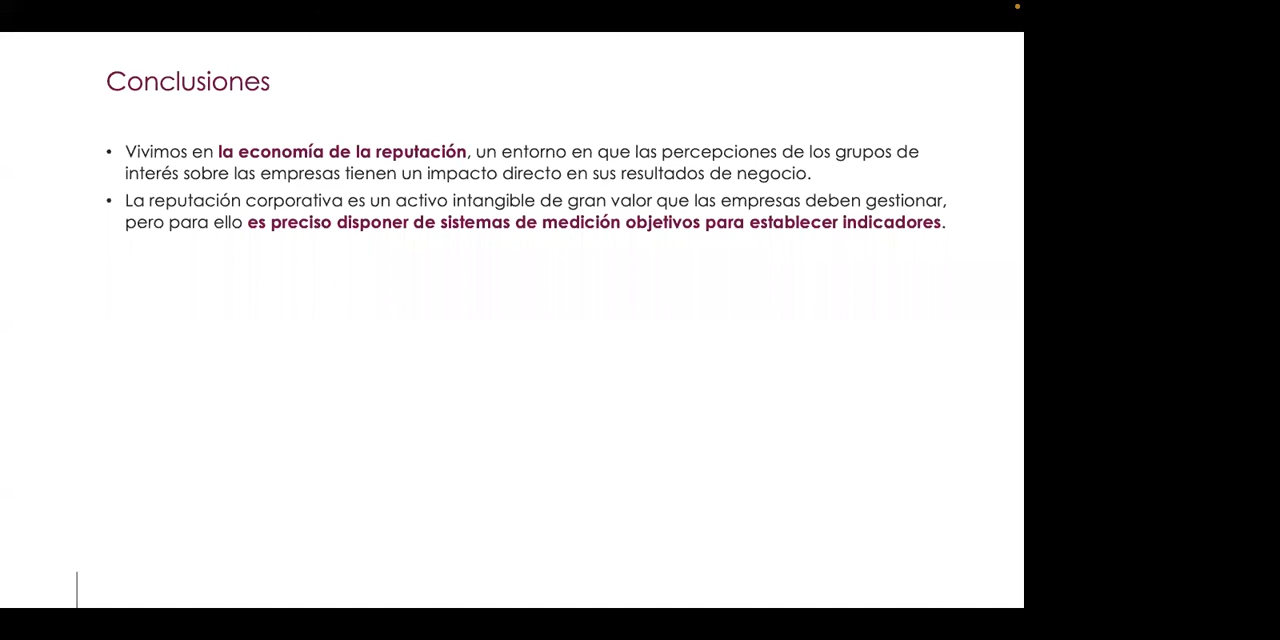 Conclusiones
• Vivimos en la economía de la reputación, un entorno en que las percepciones de los grupos de
interés sobre las empresas tienen un impacto directo en sus resultados de negocio.
• La reputación corporativa es un activo intangible de gran valor que las empresas deben gestionar,
pero para ello es preciso disponer de sistemas de medición objetivos para establecer indicadores.